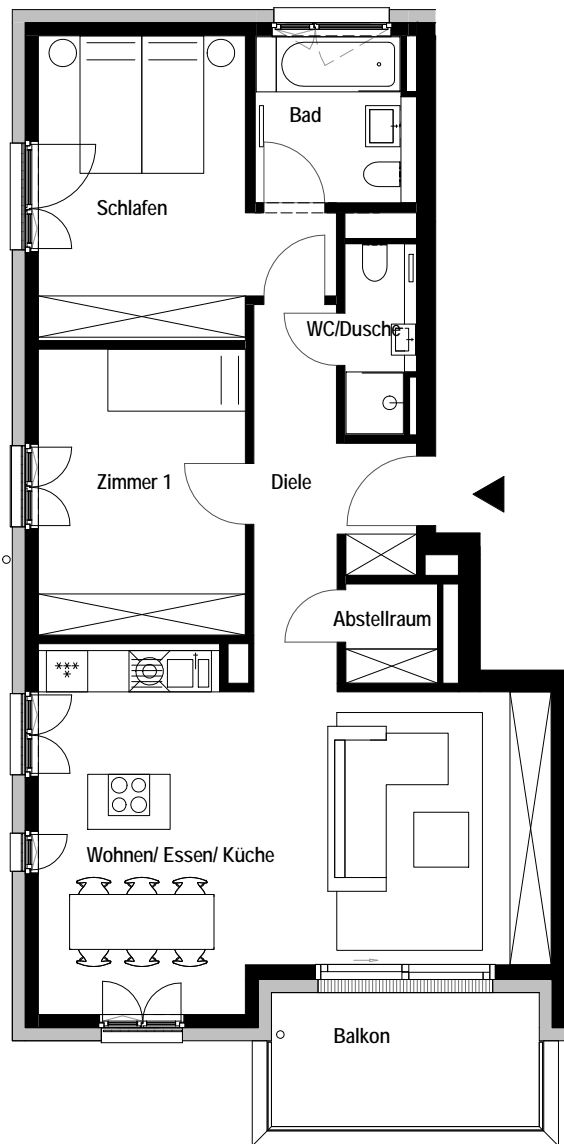 Bad
Schlafen
WC/Dusche
Zimmer 1
Diele
Abstellraum
Wohnen/ Essen/ Küche
Balkon